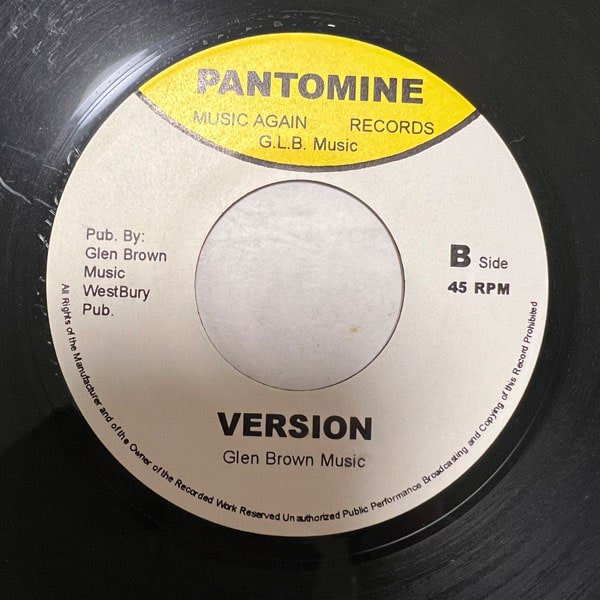 PANTOMINE
MUSIC AGAIN RECORDS
G.L.B. Music
Pub. By:
Glen Brown
Music
WestBury
Pub.
B Side
45 RPM
VERSION
Glen Brown Music
All Rights of the Manufacturer and of the Owner of the Recorded Work Reserved Unauthorized Public Performance Broadcasting and Copying of this Record Prohibited